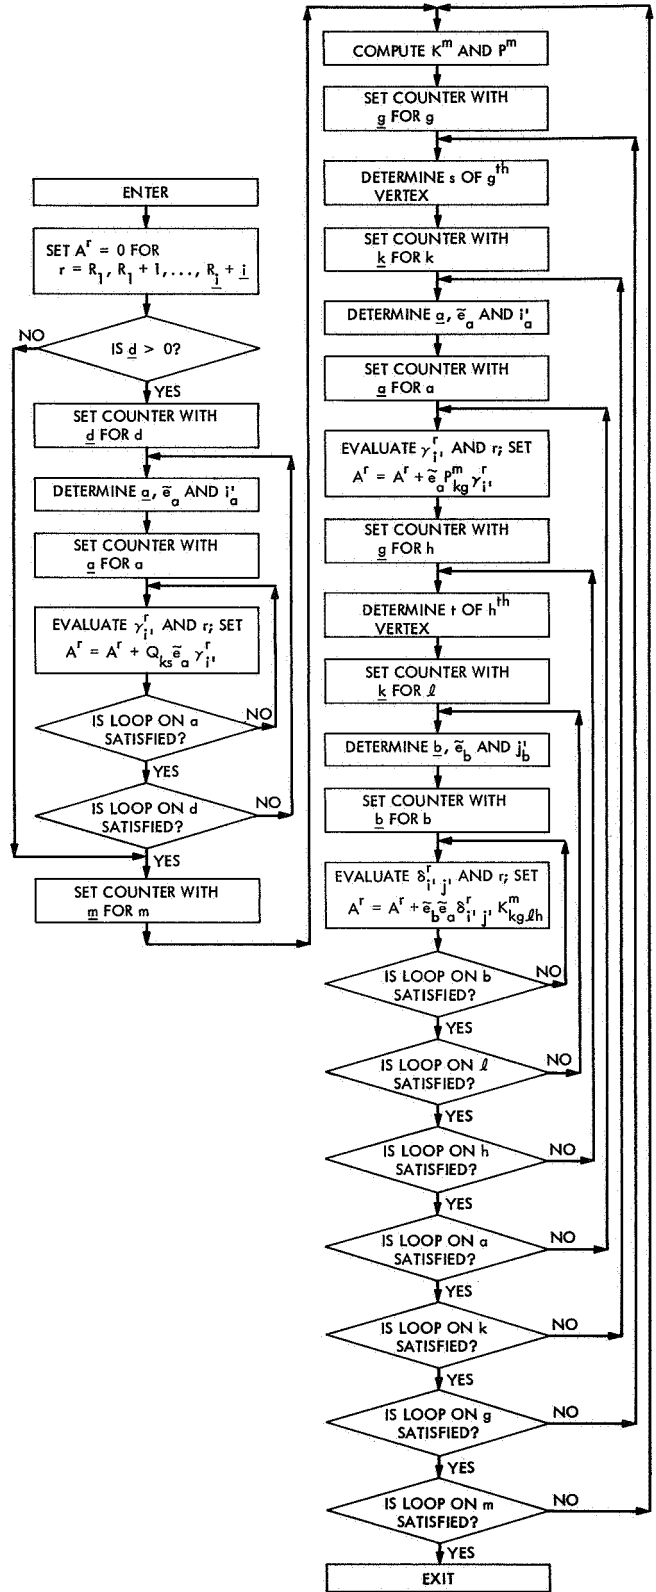 ENTER
SET Aʳ = 0 FOR
r = R₁, R₁ + 1, . . . , R_i + i
IS d > 0?
NO
YES
SET COUNTER WITH
d FOR d
DETERMINE a, ẽ_a AND i'_a
SET COUNTER WITH
a FOR a
EVALUATE γ^r_i' AND r; SET
A^r = A^r + Q_ks ẽ_a γ^r_i'
IS LOOP ON a
SATISFIED?
NO
YES
IS LOOP ON d
SATISFIED?
NO
YES
SET COUNTER WITH
m FOR m
COMPUTE K^m AND P^m
SET COUNTER WITH
g FOR g
DETERMINE s OF g^th
VERTEX
SET COUNTER WITH
k FOR k
DETERMINE a, ẽ_a AND i'_a
SET COUNTER WITH
a FOR a
EVALUATE γ^r_i' AND r; SET
A^r = A^r + ẽ_a P^m_kg γ^r_i'
SET COUNTER WITH
g FOR h
DETERMINE t OF h^th
VERTEX
SET COUNTER WITH
k FOR ℓ
DETERMINE b, ẽ_b AND j'_b
SET COUNTER WITH
b FOR b
EVALUATE δ^r_i'j' AND r; SET
A^r = A^r + ẽ_b ẽ_a δ^r_i'j' K^m_kgℓh
IS LOOP ON b
SATISFIED?
NO
YES
IS LOOP ON ℓ
SATISFIED?
NO
YES
IS LOOP ON h
SATISFIED?
NO
YES
IS LOOP ON a
SATISFIED?
NO
YES
IS LOOP ON k
SATISFIED?
NO
YES
IS LOOP ON g
SATISFIED?
NO
YES
IS LOOP ON m
SATISFIED?
NO
YES
EXIT